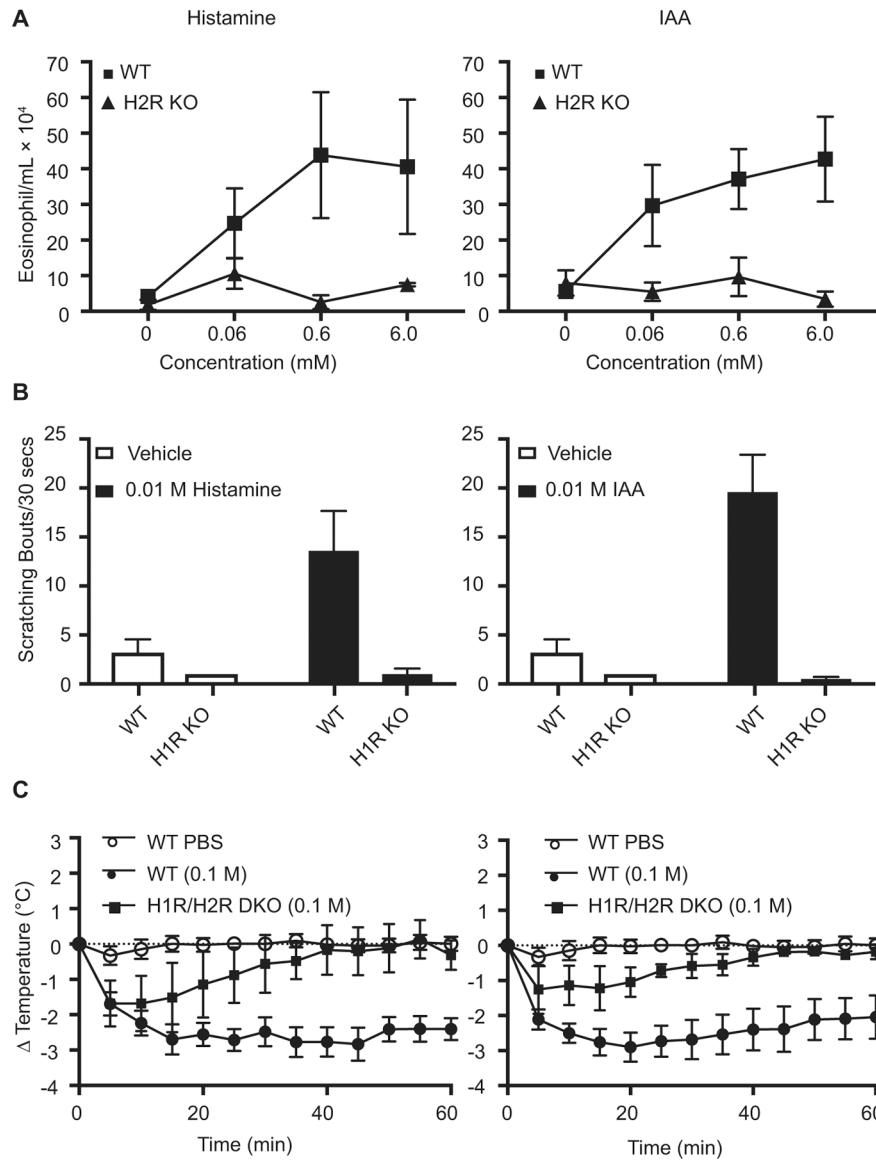 A
Histamine
IAA
Eosinophil/mL × 10⁴
70
60
50
40
30
20
10
0
WT
H2R KO
0
0.06
0.6
6.0
Concentration (mM)
70
60
50
40
30
20
10
0
WT
H2R KO
0
0.06
0.6
6.0
Concentration (mM)
B
Scratching Bouts/30 secs
25
20
15
10
5
0
Vehicle
0.01 M Histamine
WT
H1R KO
WT
H1R KO
25
20
15
10
5
0
Vehicle
0.01 M IAA
WT
H1R KO
WT
H1R KO
C
Δ Temperature (°C)
3
2
1
0
-1
-2
-3
-4
WT PBS
WT (0.1 M)
H1R/H2R DKO (0.1 M)
0
20
40
60
Time (min)
3
2
1
0
-1
-2
-3
-4
WT PBS
WT (0.1 M)
H1R/H2R DKO (0.1 M)
0
20
40
60
Time (min)